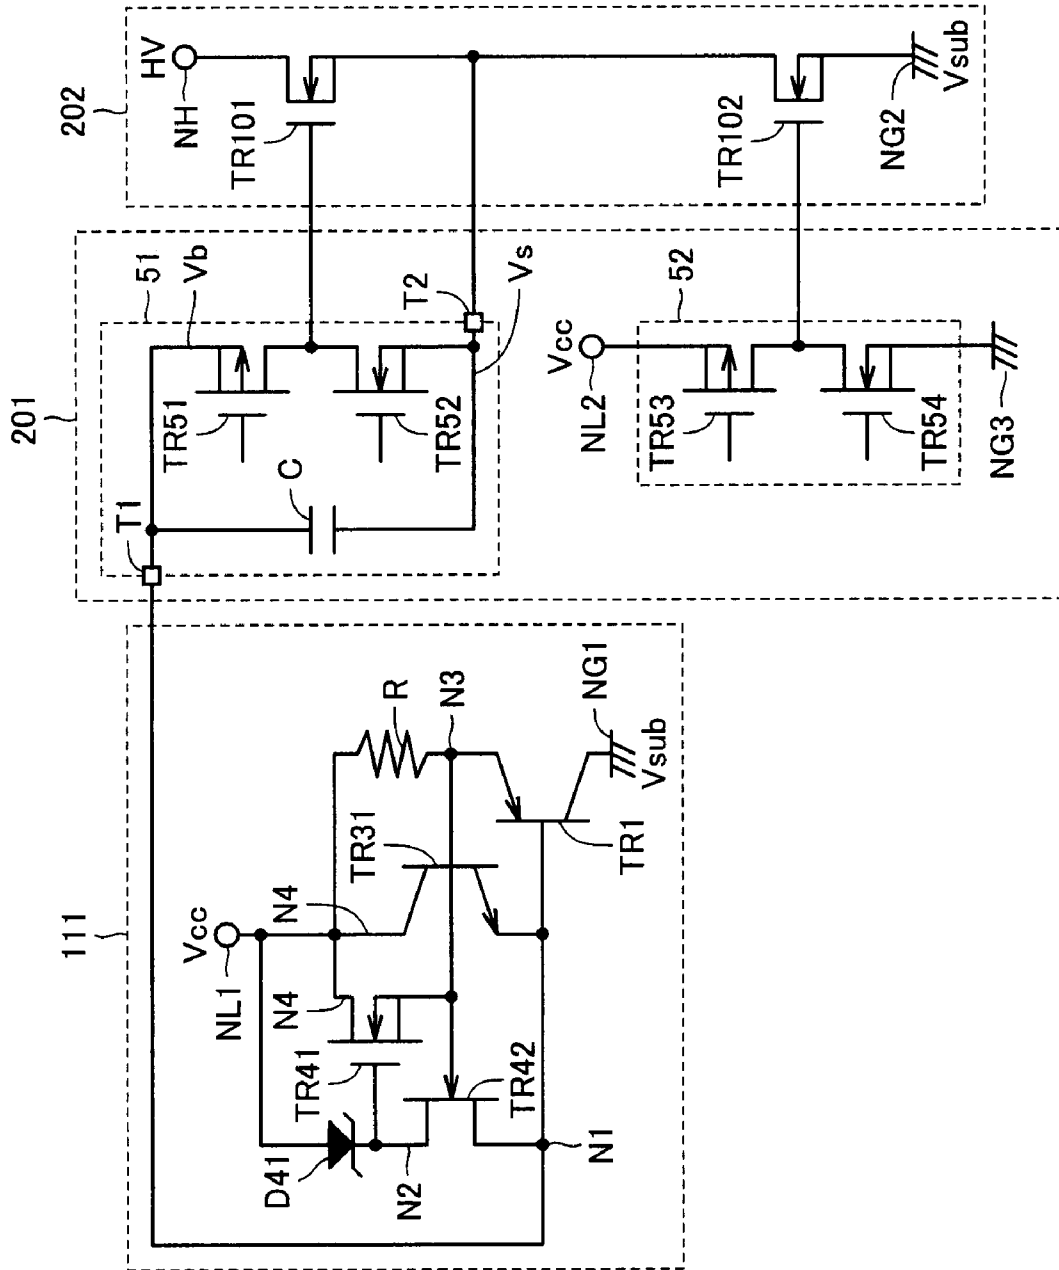 202
HV
NH
TR101
TR102
NG2
Vsub
201
51
Vb
T1
C
TR51
TR52
T2
Vs
52
Vcc
NL2
TR53
TR54
NG3
111
Vcc
NL1
N4
N4
TR31
R
N3
NG1
Vsub
TR1
D41
TR41
N2
TR42
N1